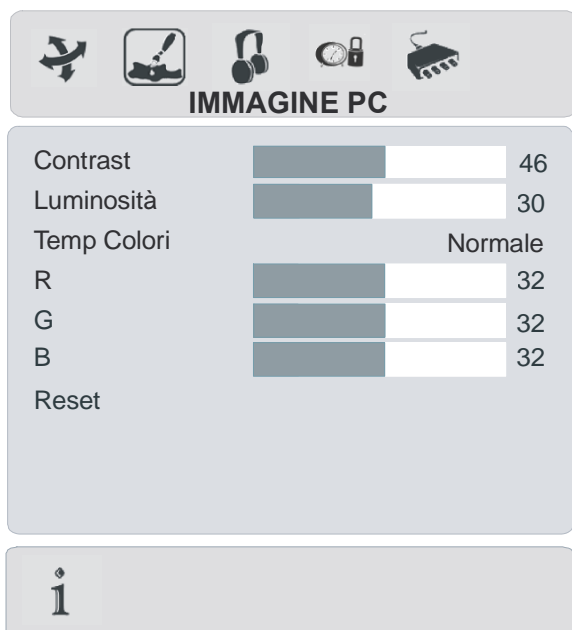 IMMAGINE PC
Contrast 46
Luminosità 30
Temp Colori Normale
R 32
G 32
B 32
Reset
i